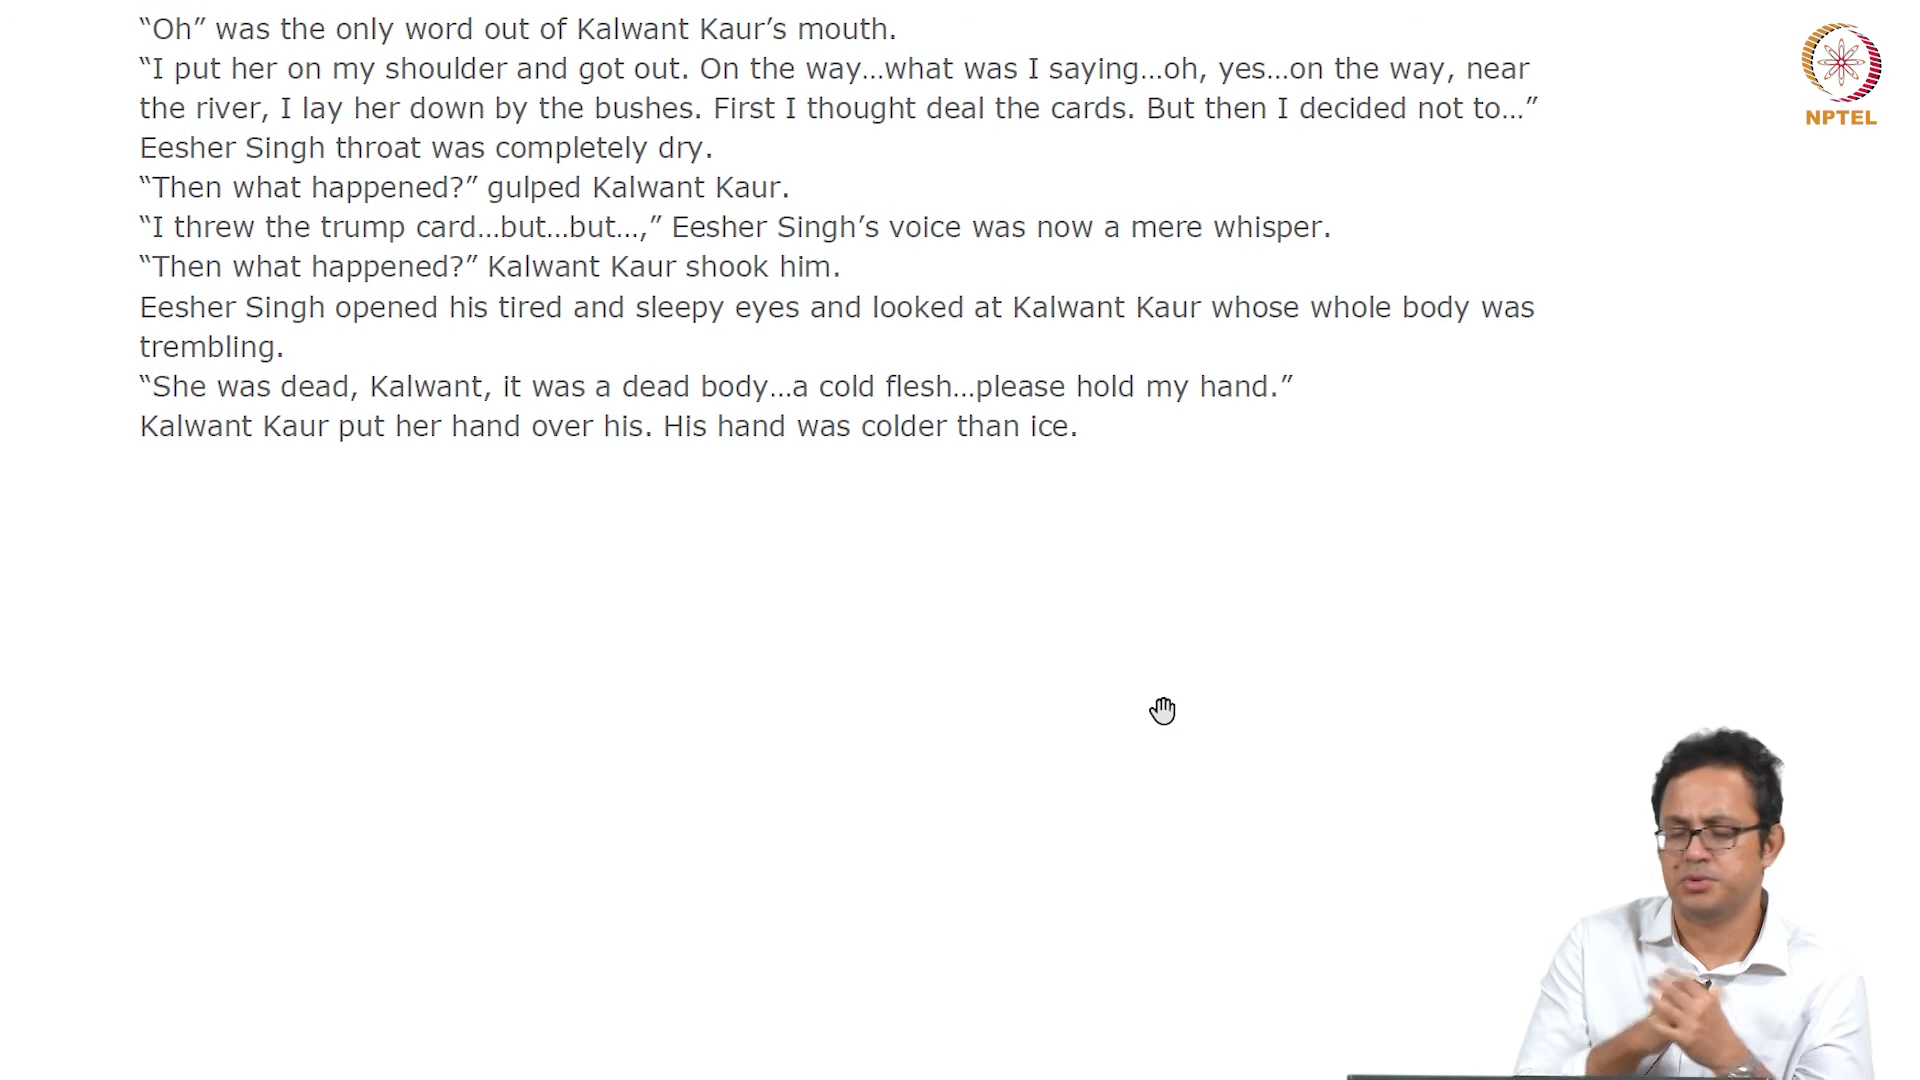 “Oh” was the only word out of Kalwant Kaur’s mouth.
“I put her on my shoulder and got out. On the way…what was I saying…oh, yes…on the way, near
the river, I lay her down by the bushes. First I thought deal the cards. But then I decided not to…”
Eesher Singh throat was completely dry.
“Then what happened?” gulped Kalwant Kaur.
“I threw the trump card…but…but…,” Eesher Singh’s voice was now a mere whisper.
“Then what happened?” Kalwant Kaur shook him.
Eesher Singh opened his tired and sleepy eyes and looked at Kalwant Kaur whose whole body was
trembling.
“She was dead, Kalwant, it was a dead body…a cold flesh…please hold my hand.”
Kalwant Kaur put her hand over his. His hand was colder than ice.
NPTEL